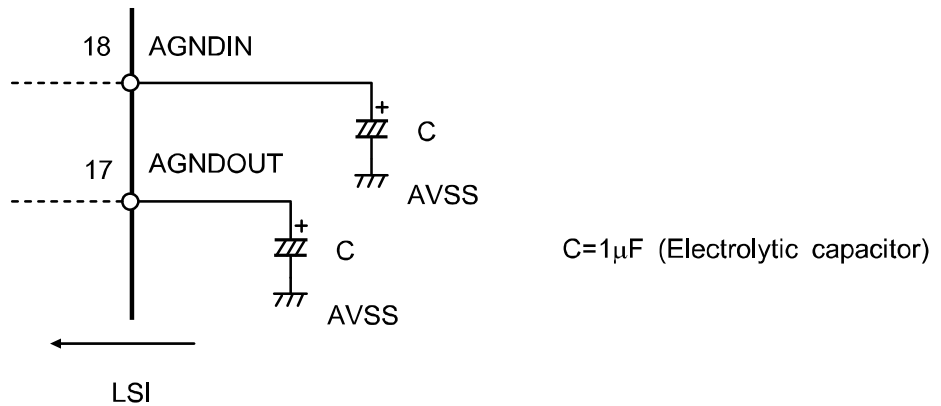 18 AGNDIN
+
C
17 AGNDOUT
AVSS
+
C
C=1μF (Electrolytic capacitor)
AVSS
LSI